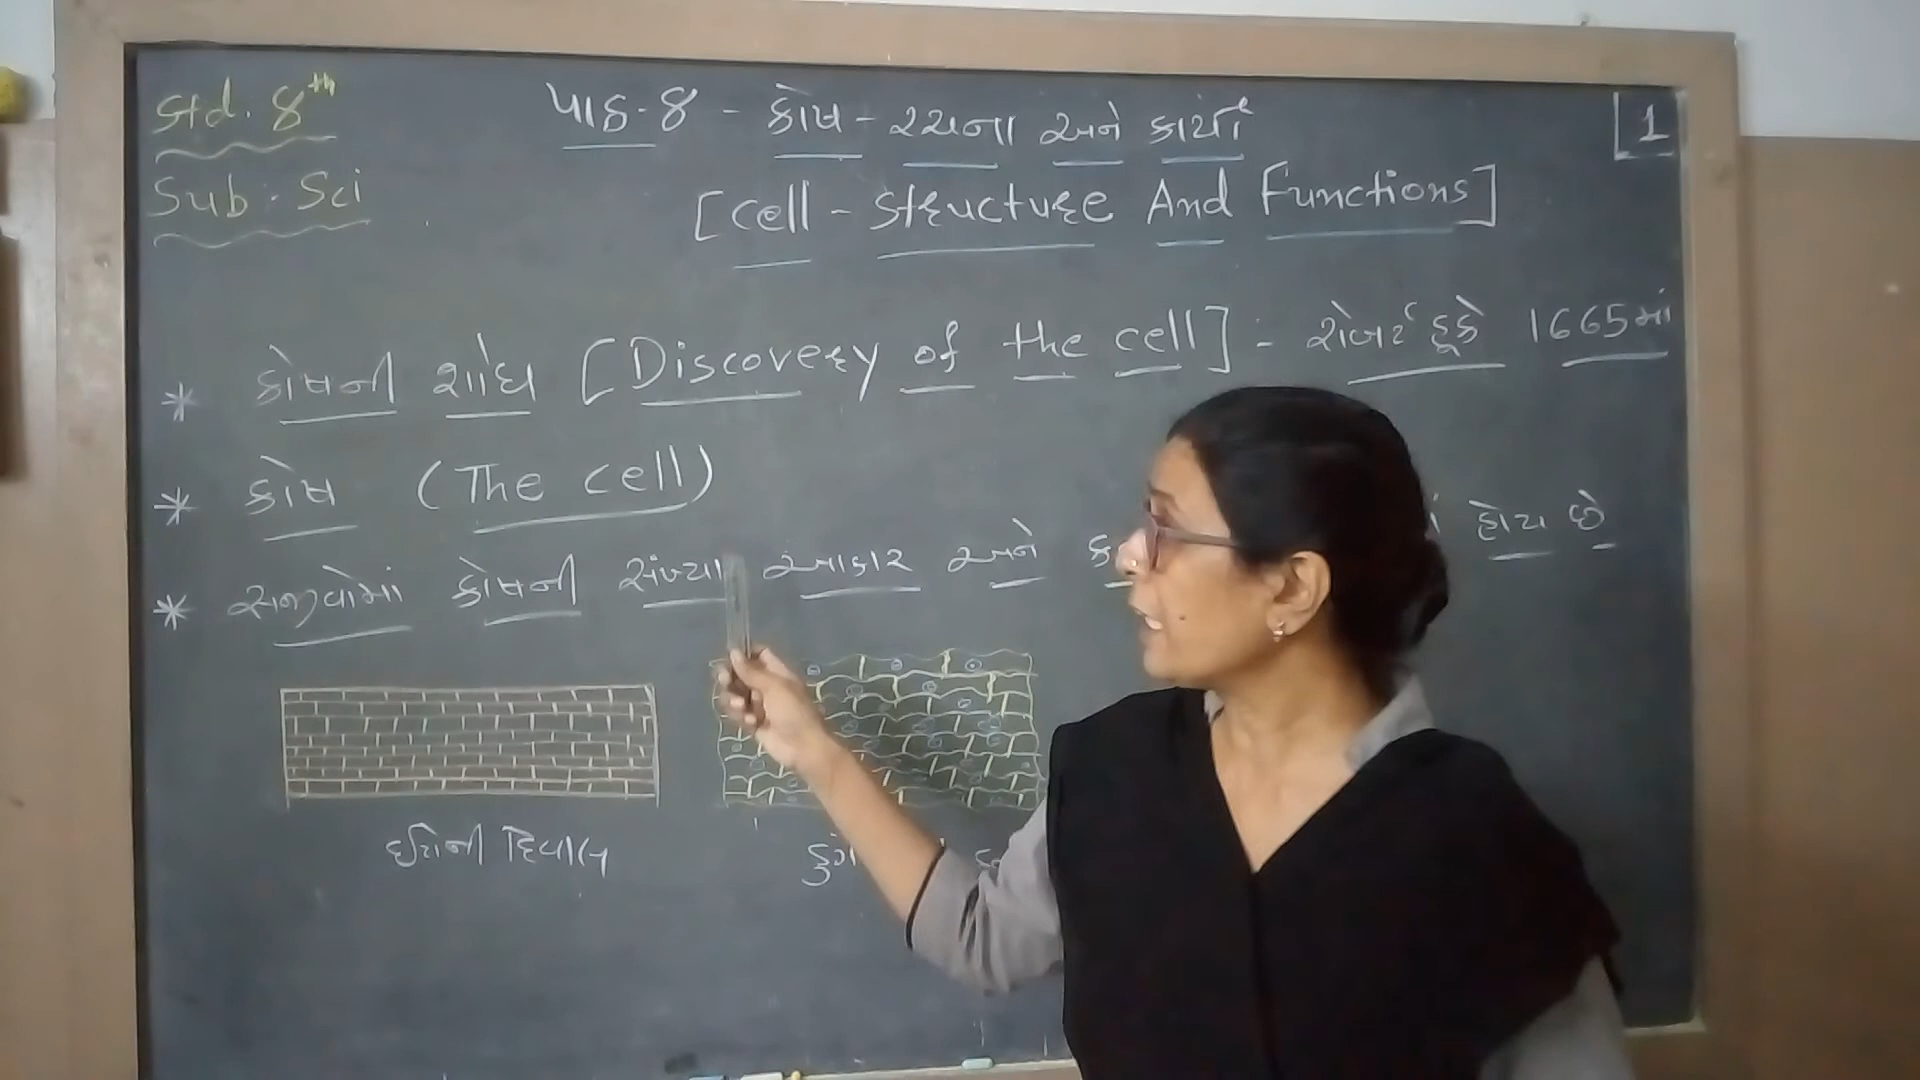 Std. 8th
પાઠ-8 - કોષ - રચના અને કાર્યો
1
Sub: Sci
[Cell - Structure And Functions]
* કોષની શોધ [Discovery of the cell] :- રોબર્ટ હૂકે 1665માં
* કોષ (The cell)
* સજીવોમાં કોષની સંખ્યા આકાર અને હોય છે
ઈંટોની દિવાલ